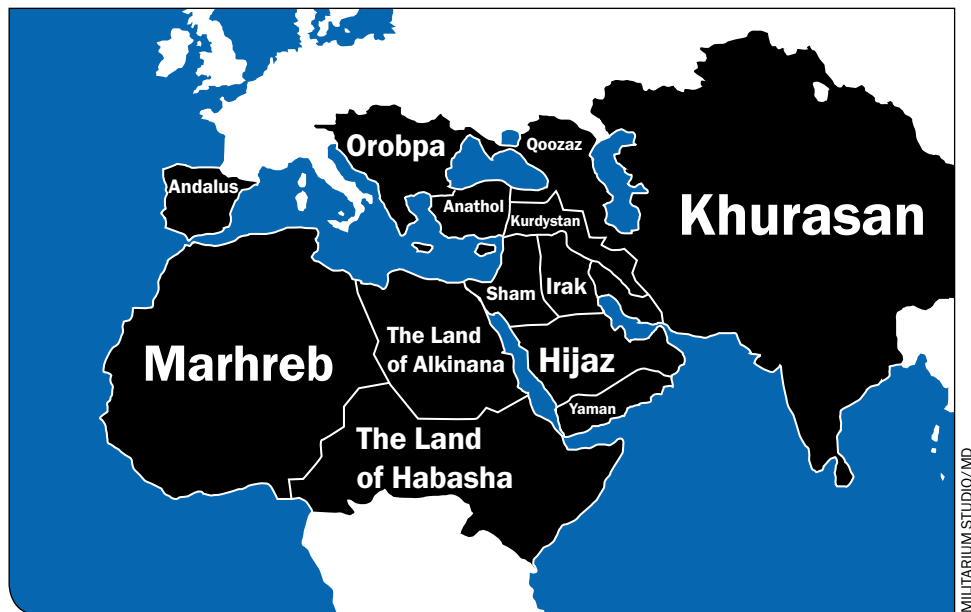 Orobpa
Qoozaz
Andalus
Anathol
Kurdystan
Khurasan
Sham
Irak
The Land
of Alkinana
Marhreb
Hijaz
Yaman
The Land
of Habasha
MILITARIUM STUDIO/MD